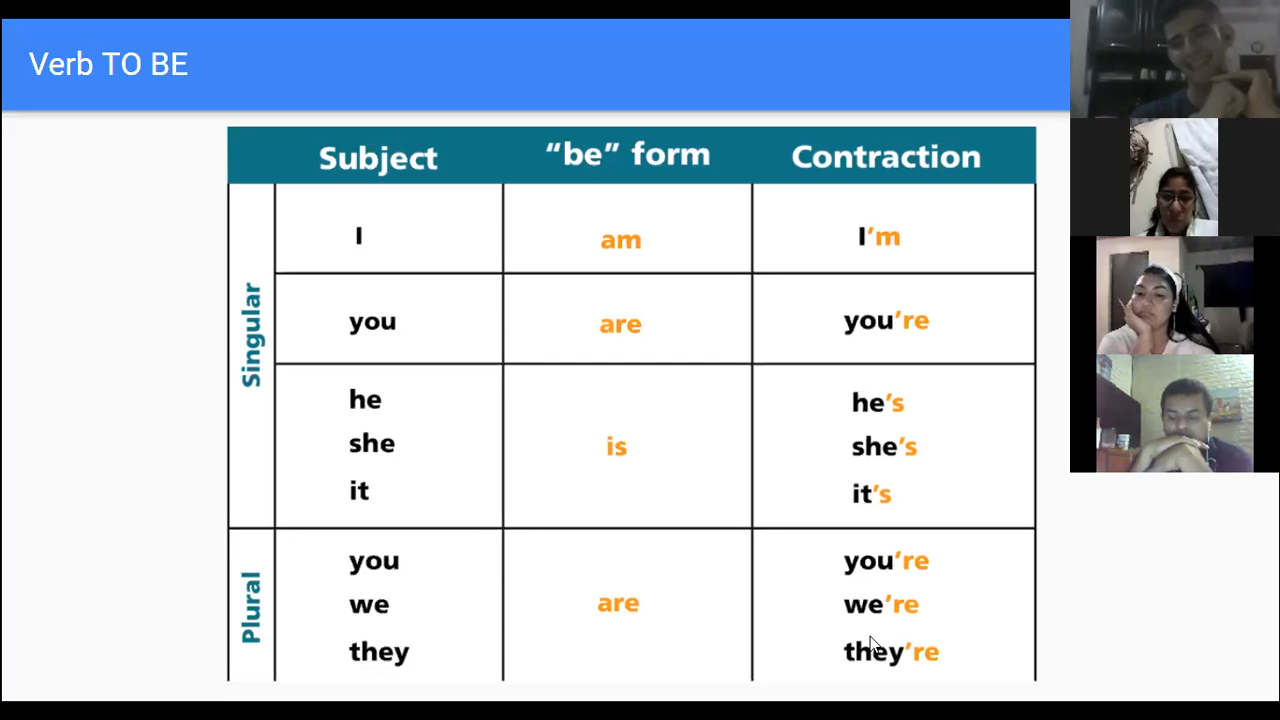 Verb TO BE
Subject "be" form Contraction
Singular
I am I'm
you are you're
he he's
she is she's
it it's
Plural
you you're
we are we're
they they're